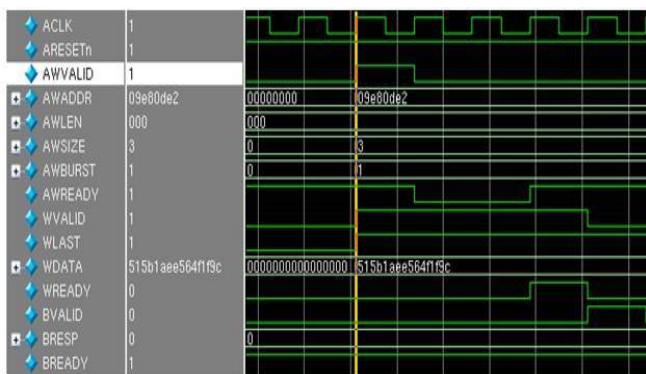 ACLK 1
ARESETn 1
AWVALID 1
AWADDR 09e80de2 00000000 09e80de2
AWLEN 000 000
AWSIZE 3 0 3
AWBURST 1 0 1
AWREADY 1
WVALID 1
WLAST 1
WDATA 515b1aee564f1f9c 0000000000000000 515b1aee564f1f9c
WREADY 0
BVALID 0
BRESP 0 0
BREADY 1